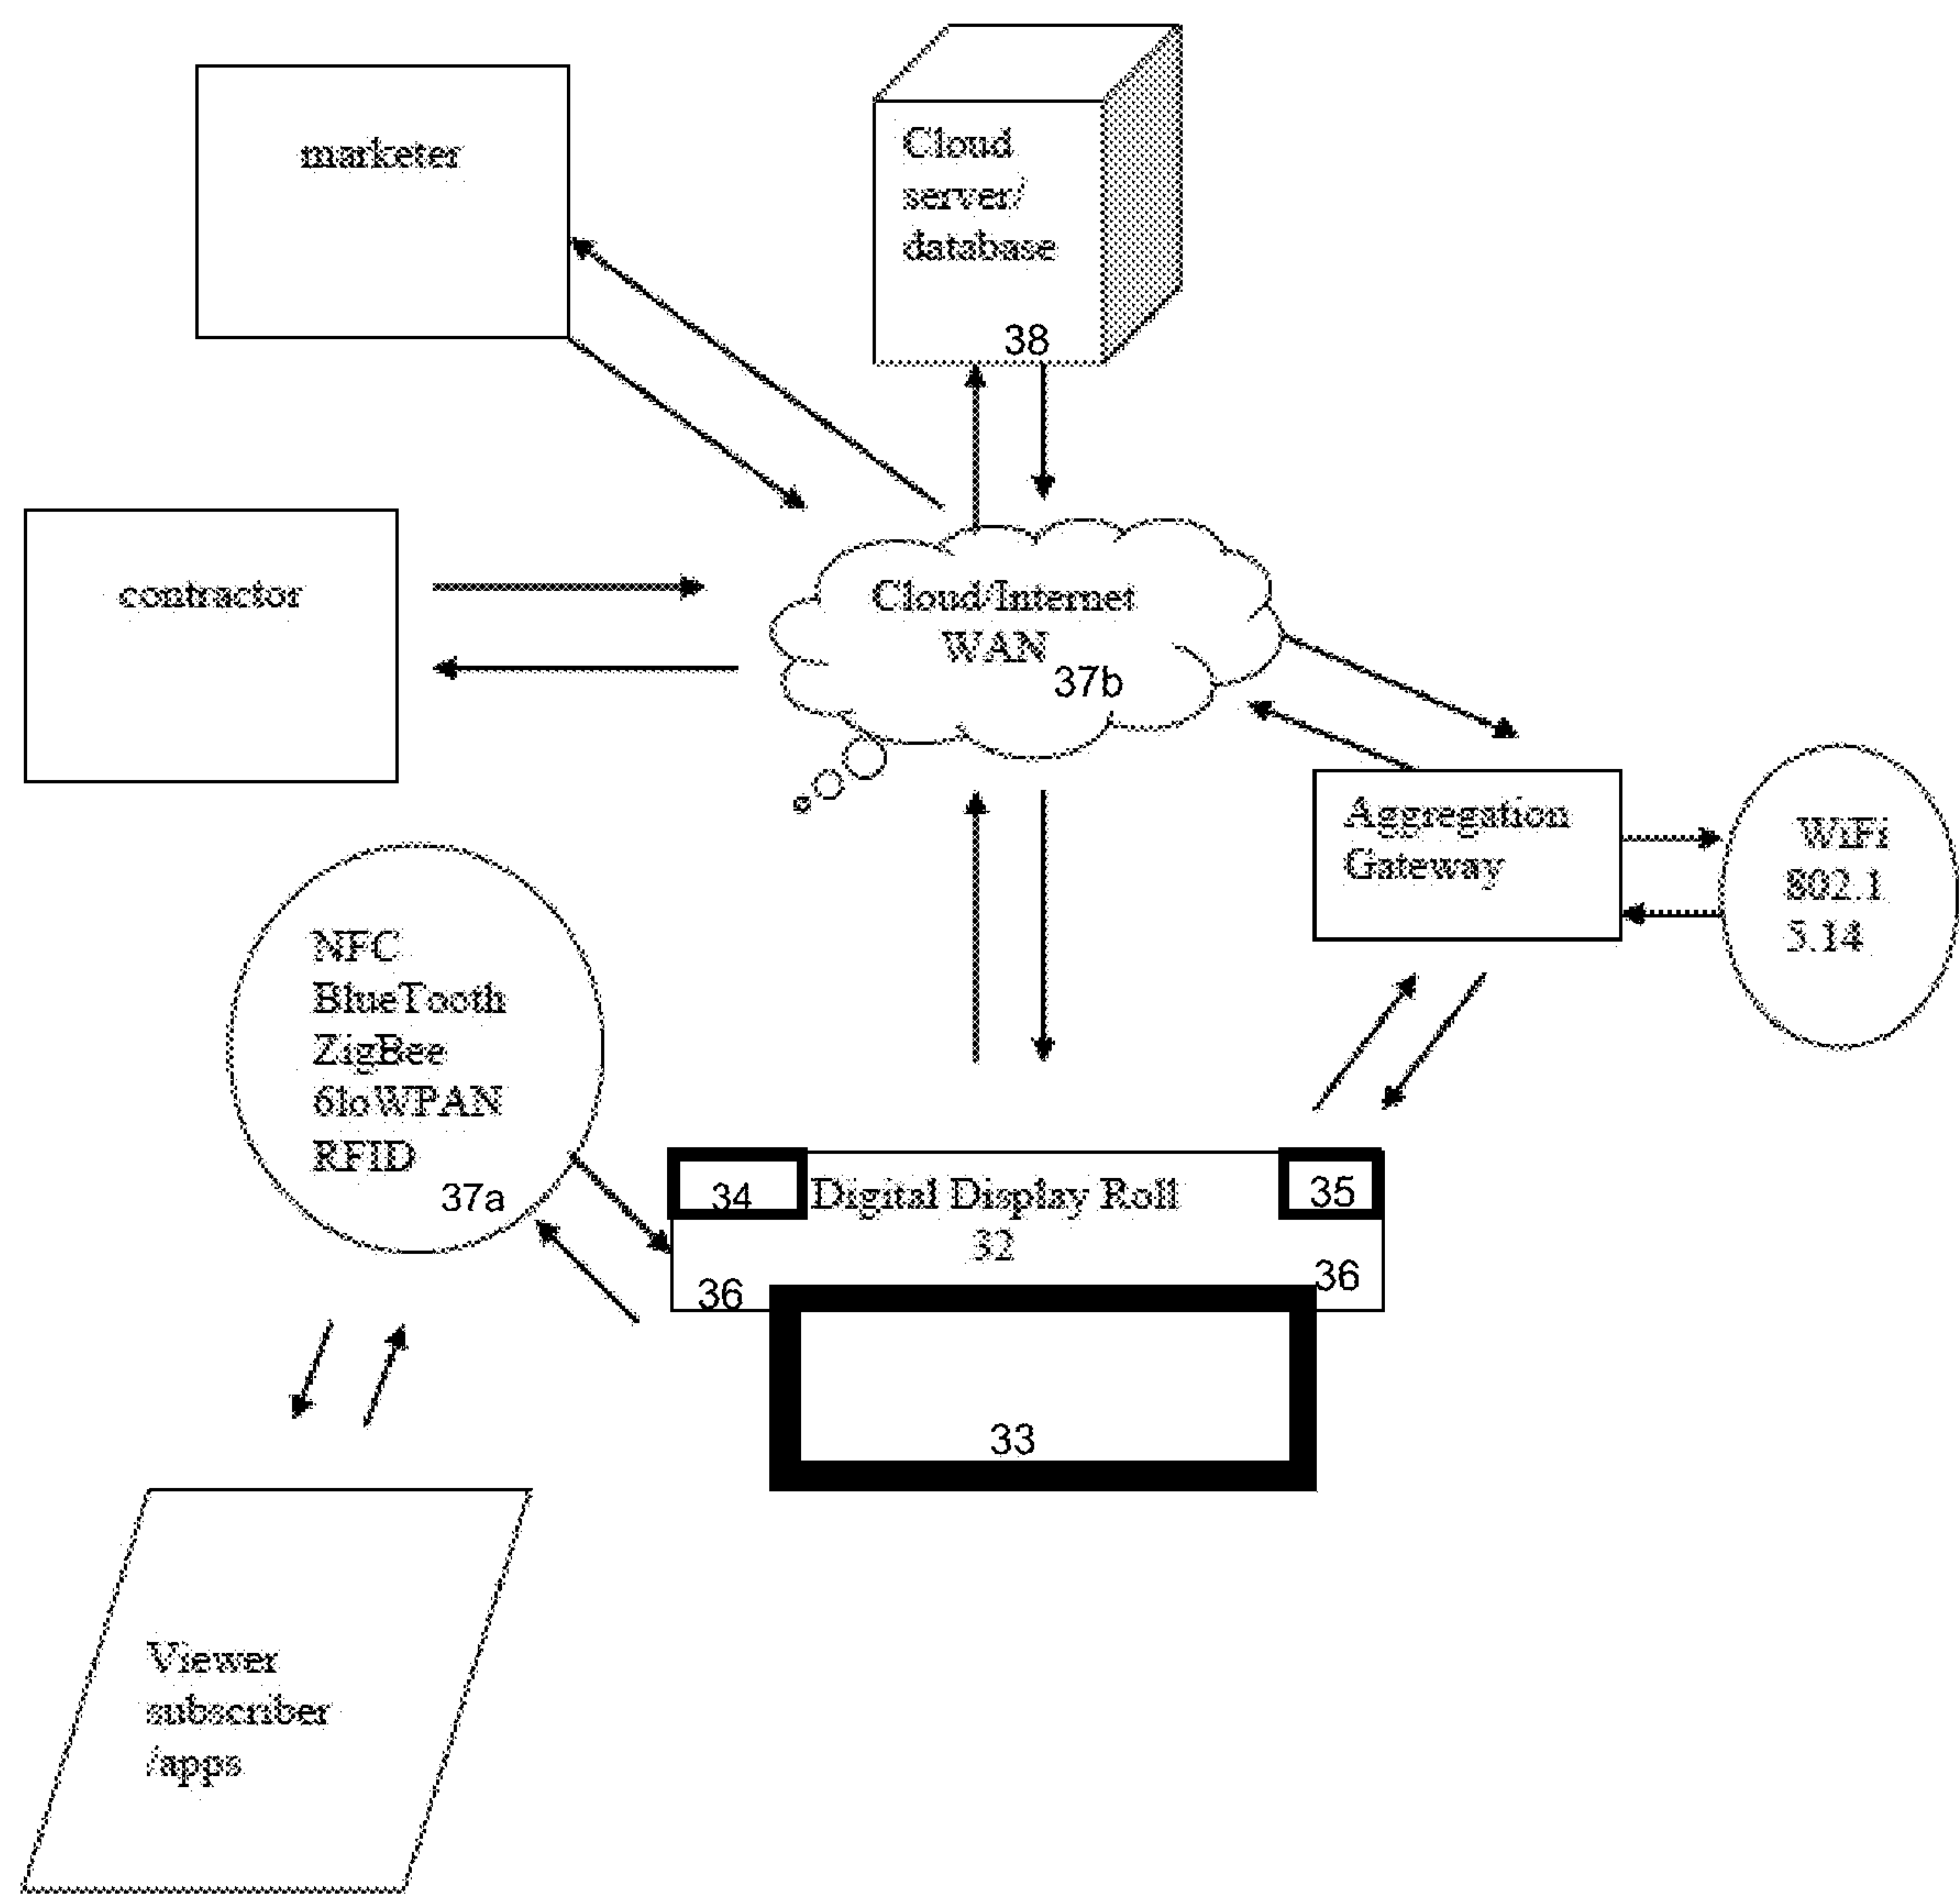 marketer
Cloud
server/
database
38
contractor
Cloud/Internet
WAN
37b
Aggregation
Gateway
WiFi
802.1
5.14
NFC
BlueTooth
ZigBee
6loWPAN
RFID
37a
34
Digital Display Roll
35
32
36
36
33
Viewer
subscriber
/apps